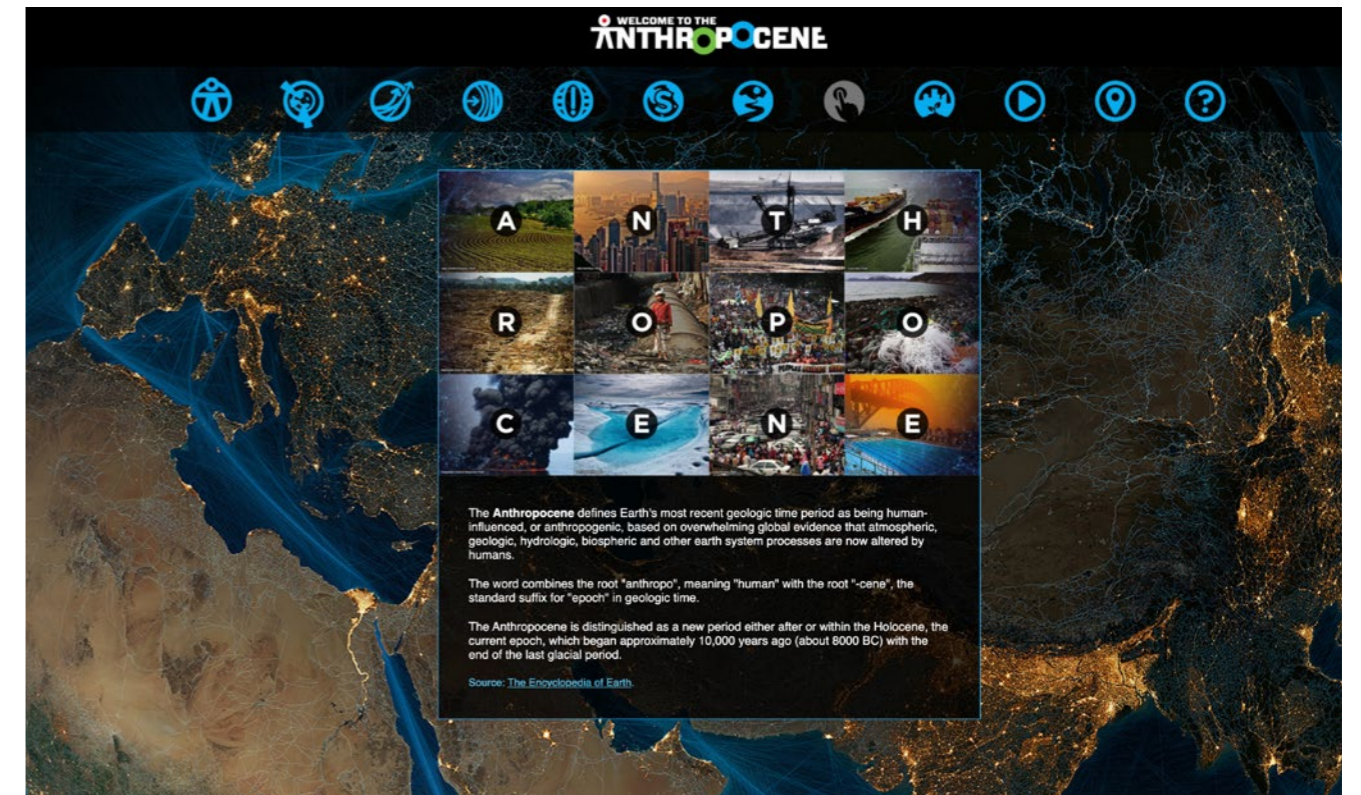 WELCOME TO THE
ANTHROPOCENE
A N T H
R O P O
C E N E
The Anthropocene defines Earth's most recent geologic time period as being human-
influenced, or anthropogenic, based on overwhelming global evidence that atmospheric,
geologic, hydrologic, biospheric and other earth system processes are now altered by
humans.
The word combines the root "anthropo", meaning "human" with the root "-cene", the
standard suffix for "epoch" in geologic time.
The Anthropocene is distinguished as a new period either after or within the Holocene, the
current epoch, which began approximately 10,000 years ago (about 8000 BC) with the
end of the last glacial period.
Source: The Encyclopedia of Earth.